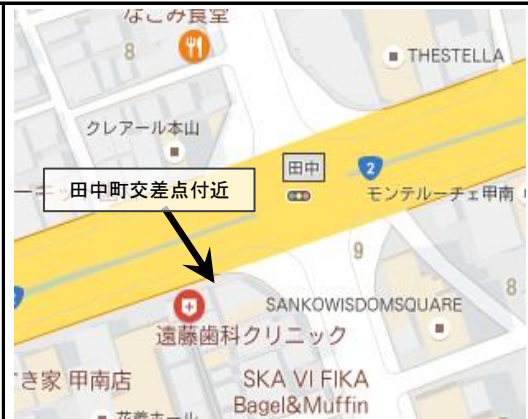 なごみ食堂
8
THESTELLA
クレアール本山
田中
2
田中町交差点付近
モンテルーチェ甲南
9
8
SANKOWISDOMSQUARE
遠藤歯科クリニック
き家 甲南店
SKA VI FIKA
Bagel&Muffin